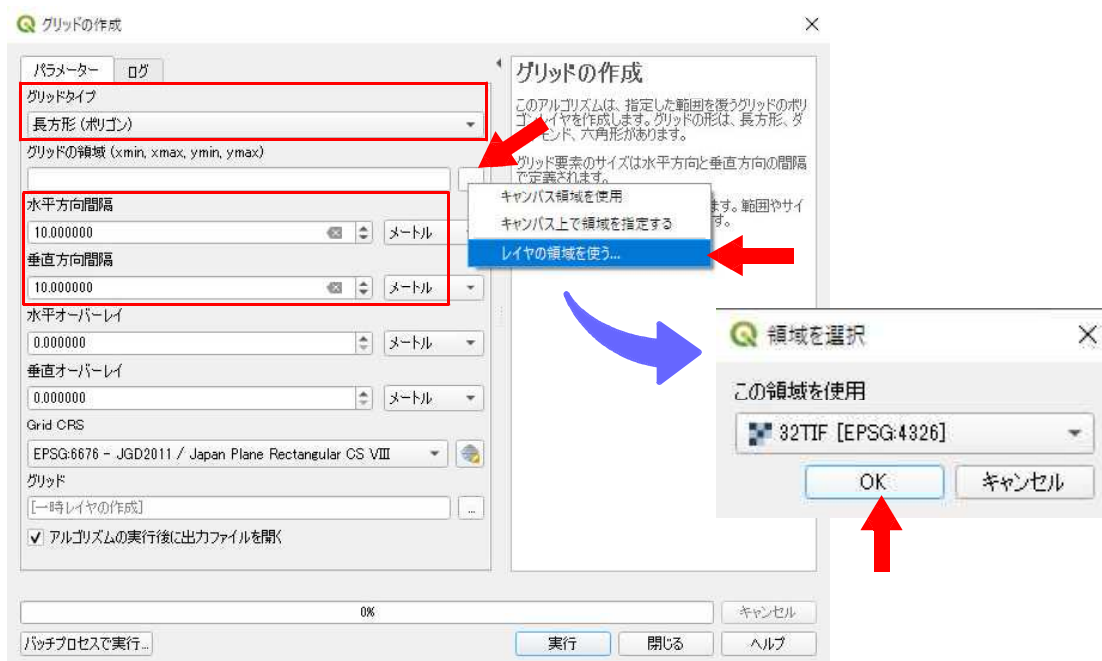 グリッドの作成
パラメーター
ログ
グリッドタイプ
長方形 (ポリゴン)
グリッドの領域 (xmin, xmax, ymin, ymax)
水平方向間隔
10.000000
メートル
垂直方向間隔
10.000000
メートル
水平オーバーレイ
0.000000
メートル
垂直オーバーレイ
0.000000
メートル
Grid CRS
EPSG:6676 - JGD2011 / Japan Plane Rectangular CS VIII
グリッド
[一時レイヤの作成]
...
アルゴリズムの実行後に出力ファイルを開く
グリッドの作成
このアルゴリズムは、指定した範囲を覆うグリッドのポリ
ゴンレイヤを作成します。グリッドの形は、長方形、ダ
モンド、六角形があります。
グリッド要素のサイズは水平方向と垂直方向の間隔
で定義されます。
ます。範囲やサイ
す。
キャンバス領域を使用
キャンバス上で領域を指定する
レイヤの領域を使う...
領域を選択
この領域を使用
32TIF [EPSG:4326]
OK
キャンセル
0%
キャンセル
バッチプロセスで実行...
実行
閉じる
ヘルプ